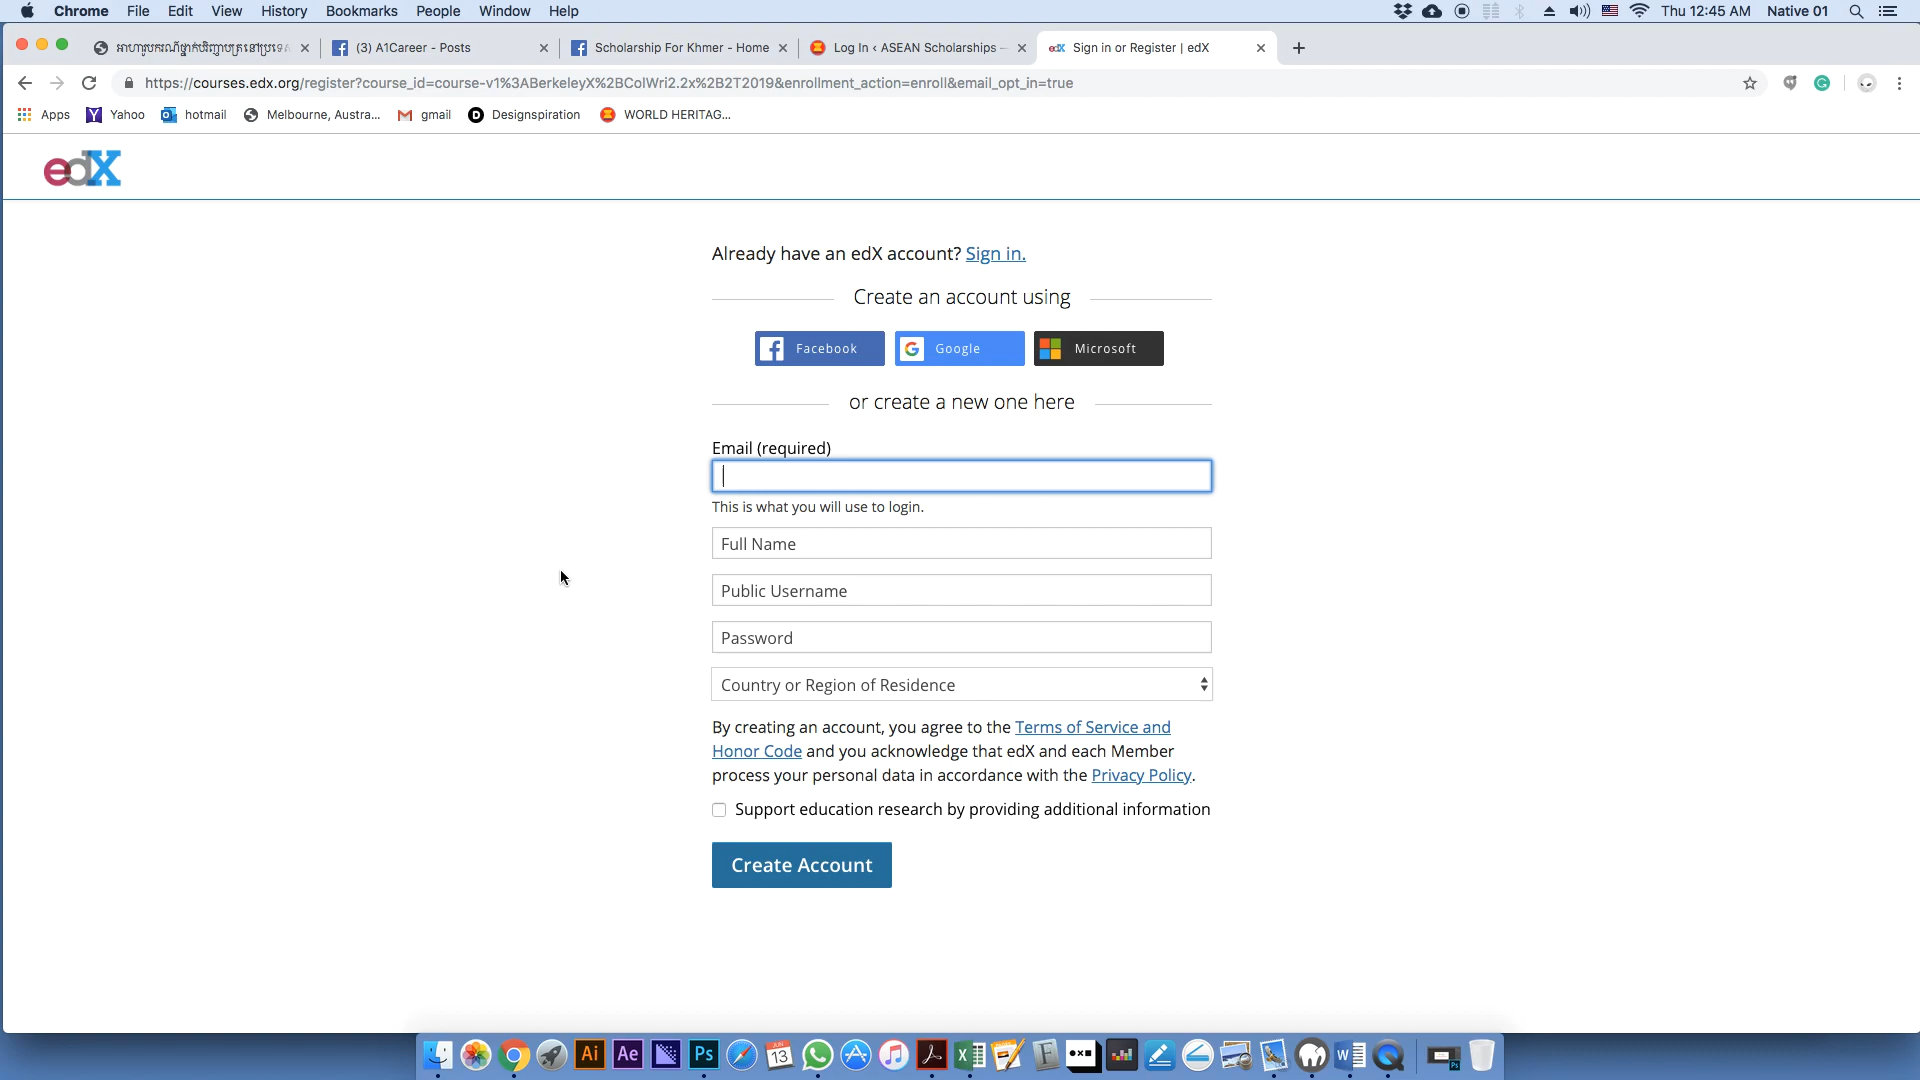 Chrome File Edit View History Bookmarks People Window Help Thu 12:45 AM Native 01
(3) A1Career - Posts Scholarship For Khmer - Home Log In ‹ ASEAN Scholarships — edX Sign in or Register | edX
https://courses.edx.org/register?course_id=course-v1%3ABerkeleyX%2BColWri2.2x%2B2T2019&enrollment_action=enroll&email_opt_in=true
Apps Yahoo hotmail Melbourne, Austra... gmail Designspiration WORLD HERITAG...
edX
Already have an edX account? Sign in.
Create an account using
Facebook Google Microsoft
or create a new one here
Email (required)
This is what you will use to login.
Full Name
Public Username
Password
Country or Region of Residence
By creating an account, you agree to the Terms of Service and
Honor Code and you acknowledge that edX and each Member
process your personal data in accordance with the Privacy Policy.
Support education research by providing additional information
Create Account
Ai Ae Ps JUN 13 X W